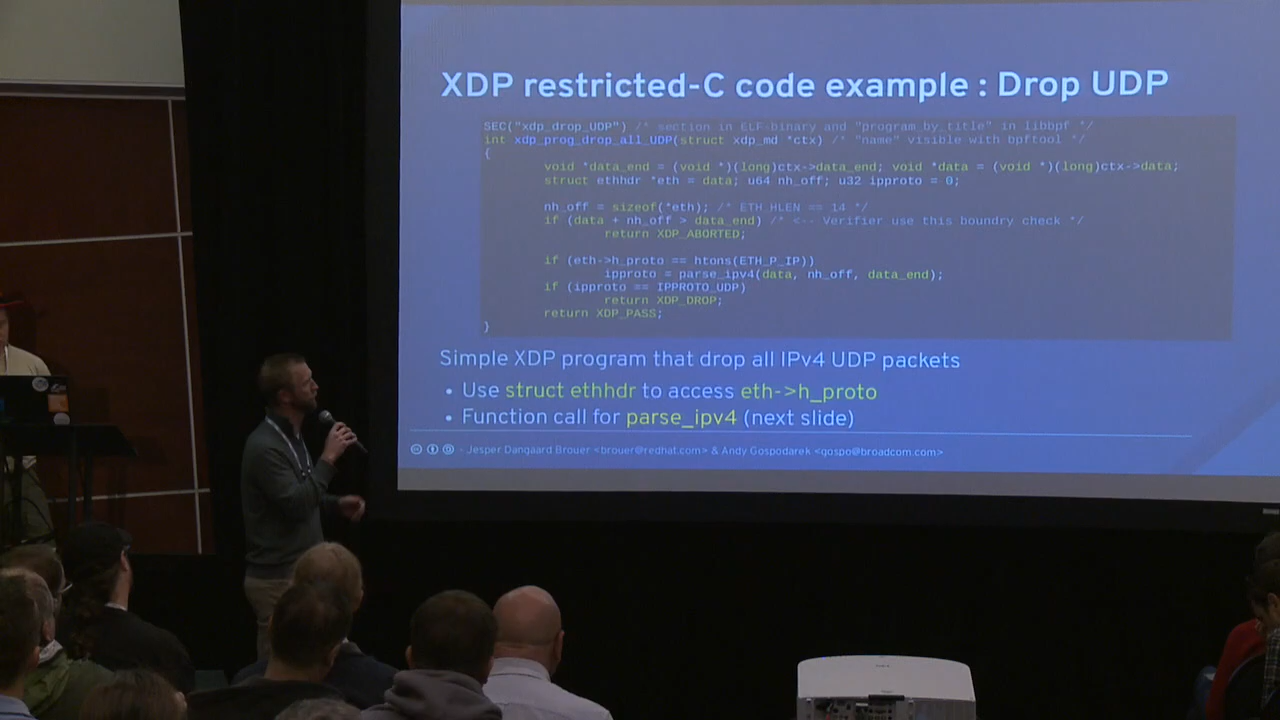 XDP restricted-C code example : Drop UDP
SEC("xdp_drop_UDP") /* section in ELF-binary and "program_by_title" in libbpf */
int xdp_prog_drop_all_UDP(struct xdp_md *ctx) /* "name" visible with bpftool */
{
void *data_end = (void *)(long)ctx->data_end; void *data = (void *)(long)ctx->data;
struct ethhdr *eth = data; u64 nh_off; u32 ipproto = 0;
nh_off = sizeof(*eth); /* ETH_HLEN == 14 */
if (data + nh_off > data_end) /* <-- Verifier use this boundry check */
return XDP_ABORTED;
if (eth->h_proto == htons(ETH_P_IP))
ipproto = parse_ipv4(data, nh_off, data_end);
if (ipproto == IPPROTO_UDP)
return XDP_DROP;
return XDP_PASS;
}
Simple XDP program that drop all IPv4 UDP packets
• Use struct ethhdr to access eth->h_proto
• Function call for parse_ipv4 (next slide)
- Jesper Dangaard Brouer <brouer@redhat.com> & Andy Gospodarek <gospo@broadcom.com>